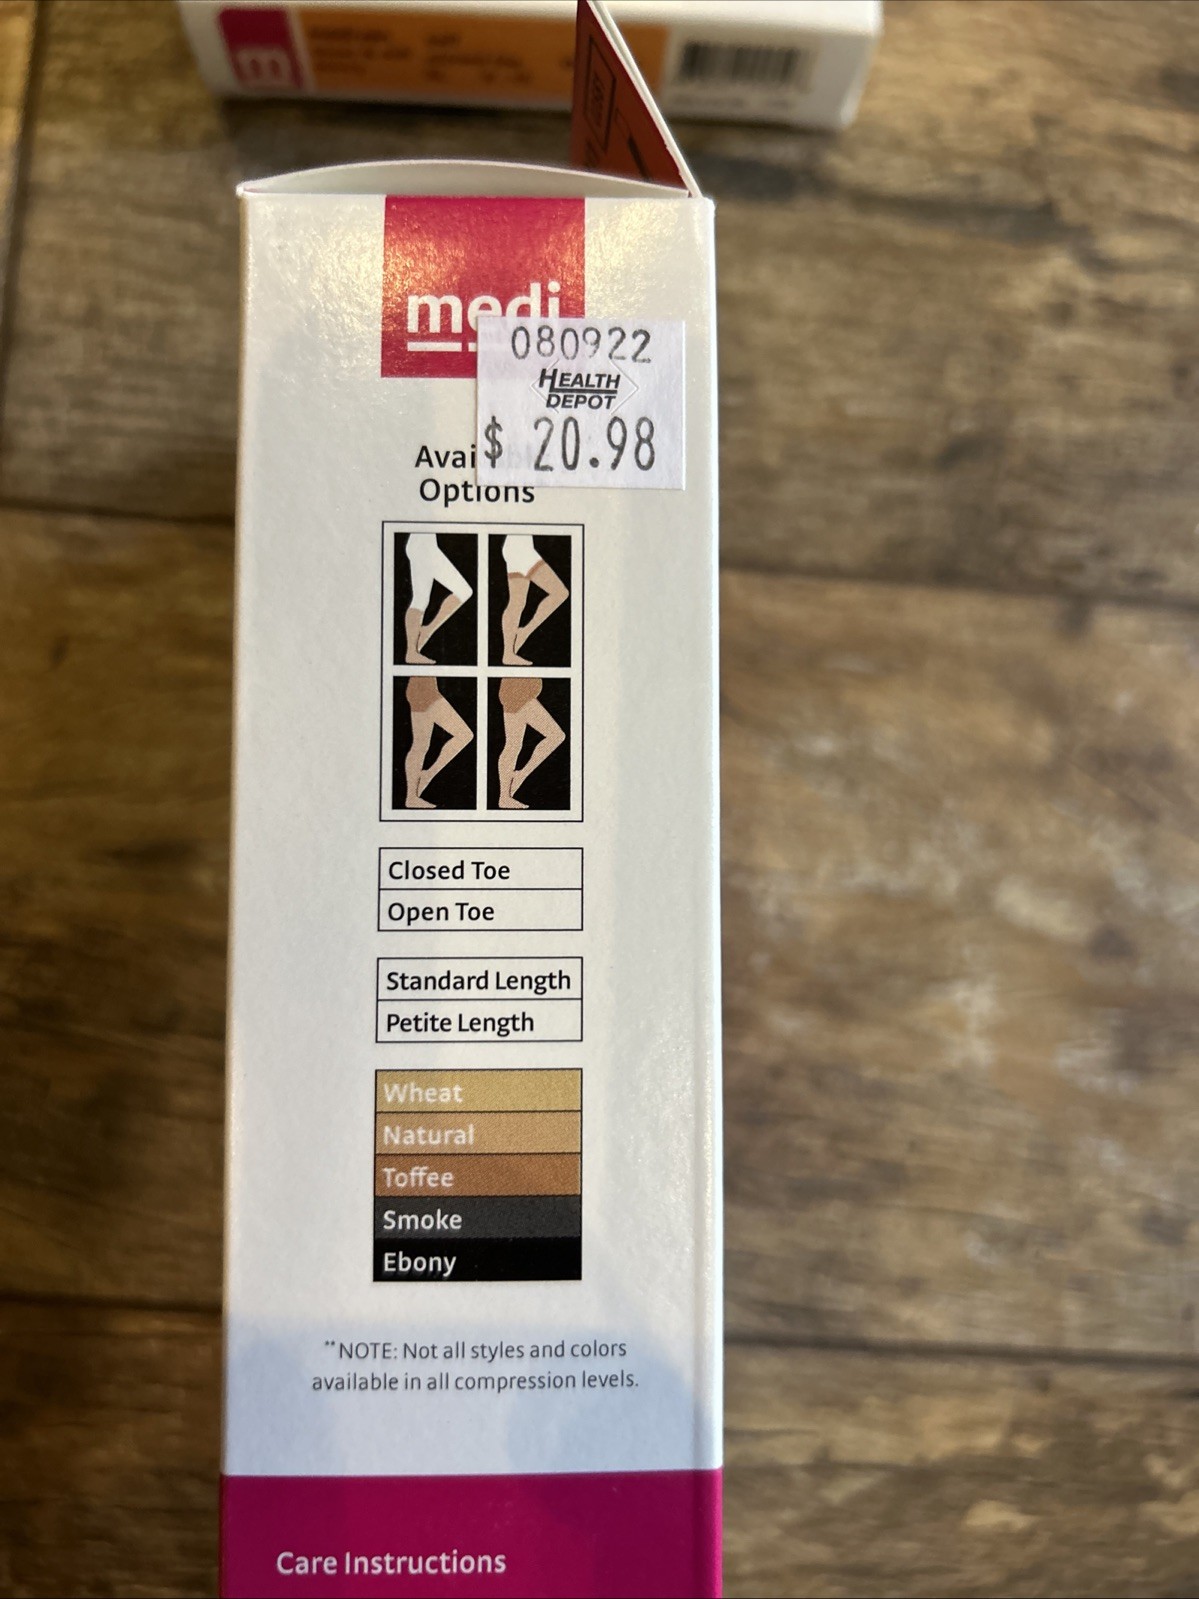 medi
080922
HEALTH
DEPOT
$ 20.98
Options
Closed Toe
Open Toe
Standard Length
Petite Length
Wheat
Natural
Toffee
Smoke
Ebony
**NOTE: Not all styles and colors
available in all compression levels.
Care Instructions